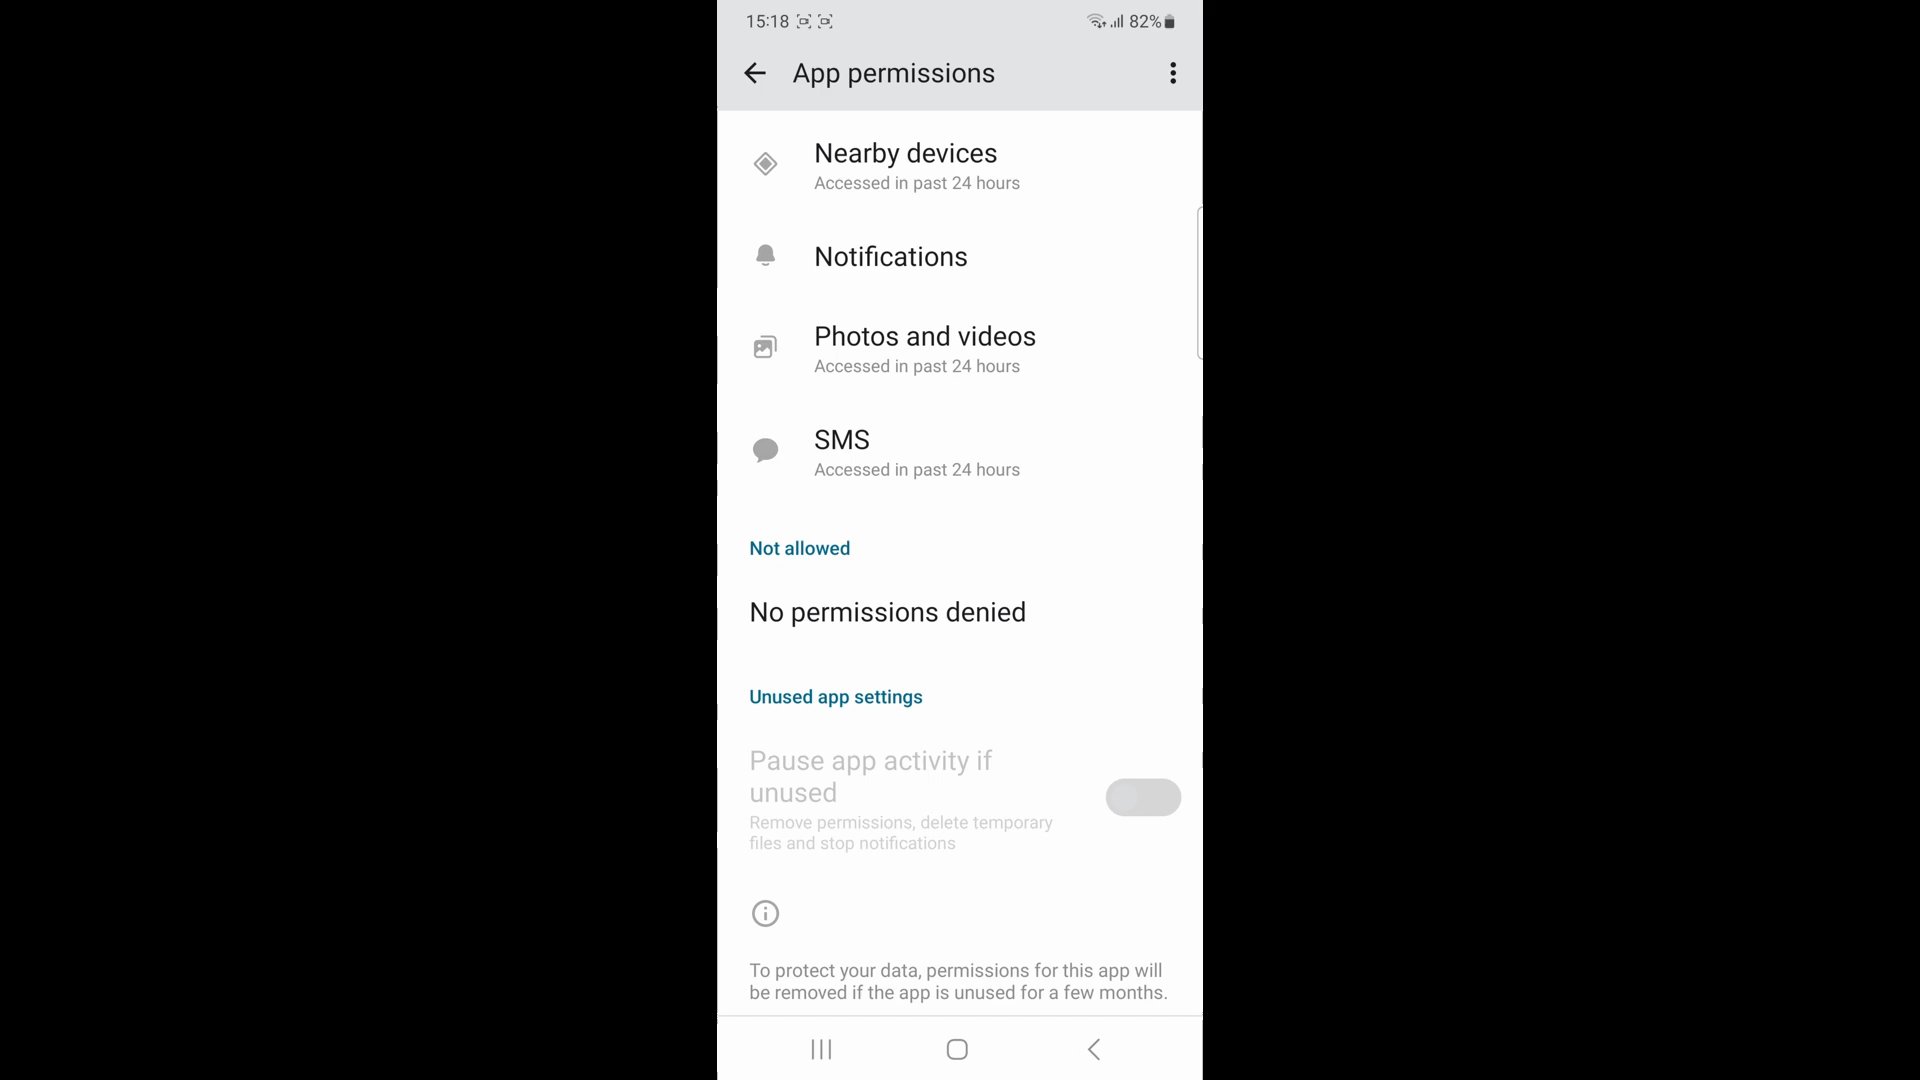 15:18
82%
App permissions
Nearby devices
Accessed in past 24 hours
Notifications
Photos and videos
Accessed in past 24 hours
SMS
Accessed in past 24 hours
Not allowed
No permissions denied
Unused app settings
Pause app activity if
unused
Remove permissions, delete temporary
files and stop notifications
To protect your data, permissions for this app will
be removed if the app is unused for a few months.